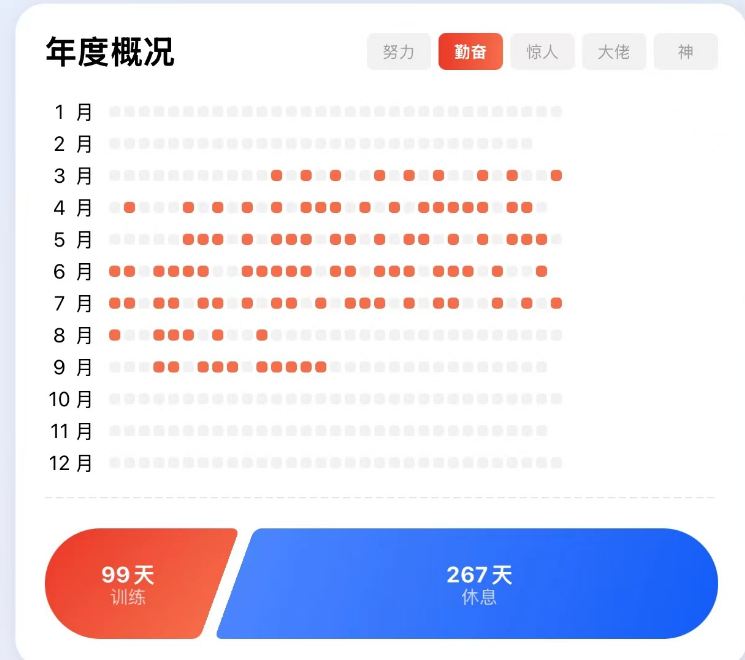 年度概况
努力 勤奋 惊人 大佬 神
1 月
2 月
3 月
4 月
5 月
6 月
7 月
8 月
9 月
10 月
11 月
12 月
99 天 267 天
训练 休息